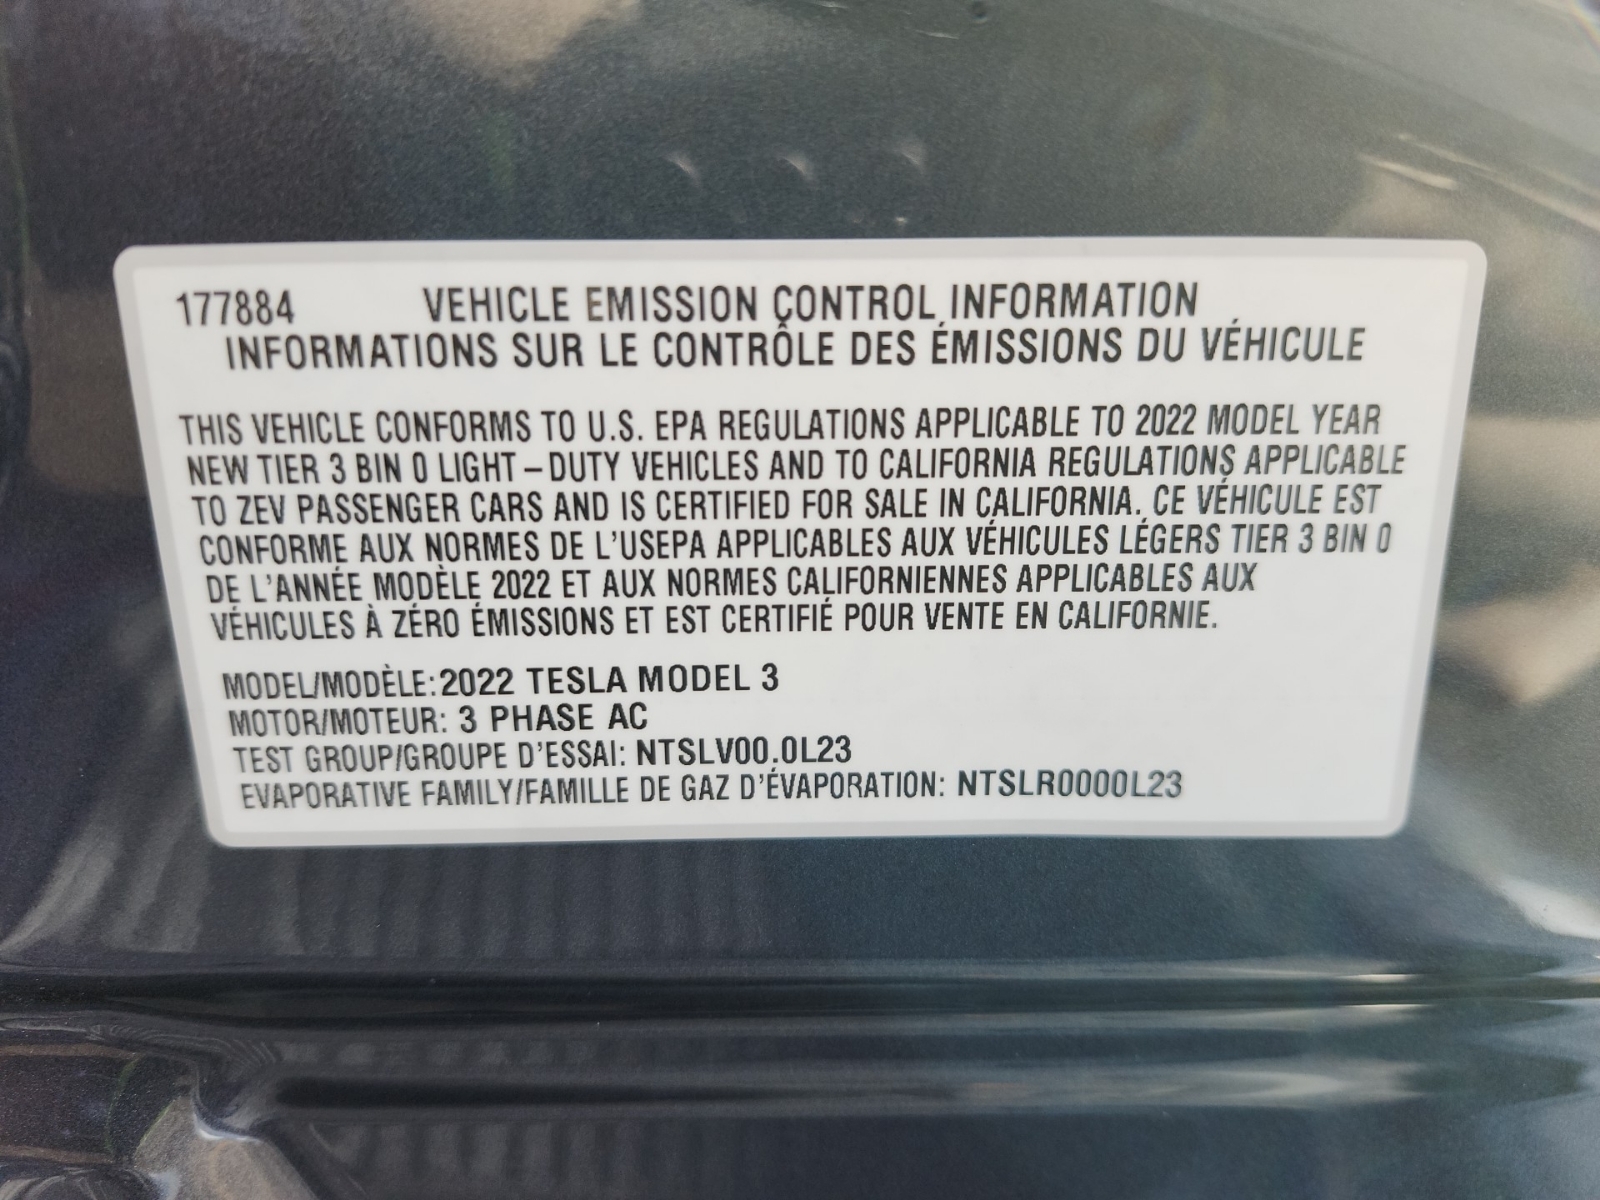 177884 VEHICLE EMISSION CONTROL INFORMATION
INFORMATIONS SUR LE CONTRÔLE DES ÉMISSIONS DU VÉHICULE
THIS VEHICLE CONFORMS TO U.S. EPA REGULATIONS APPLICABLE TO 2022 MODEL YEAR
NEW TIER 3 BIN 0 LIGHT–DUTY VEHICLES AND TO CALIFORNIA REGULATIONS APPLICABLE
TO ZEV PASSENGER CARS AND IS CERTIFIED FOR SALE IN CALIFORNIA. CE VÉHICULE EST
CONFORME AUX NORMES DE L'USEPA APPLICABLES AUX VÉHICULES LÉGERS TIER 3 BIN 0
DE L'ANNÉE MODÈLE 2022 ET AUX NORMES CALIFORNIENNES APPLICABLES AUX
VÉHICULES À ZÉRO ÉMISSIONS ET EST CERTIFIÉ POUR VENTE EN CALIFORNIE.
MODEL/MODÈLE: 2022 TESLA MODEL 3
MOTOR/MOTEUR: 3 PHASE AC
TEST GROUP/GROUPE D'ESSAI: NTSLV00.0L23
EVAPORATIVE FAMILY/FAMILLE DE GAZ D'ÉVAPORATION: NTSLR0000L23